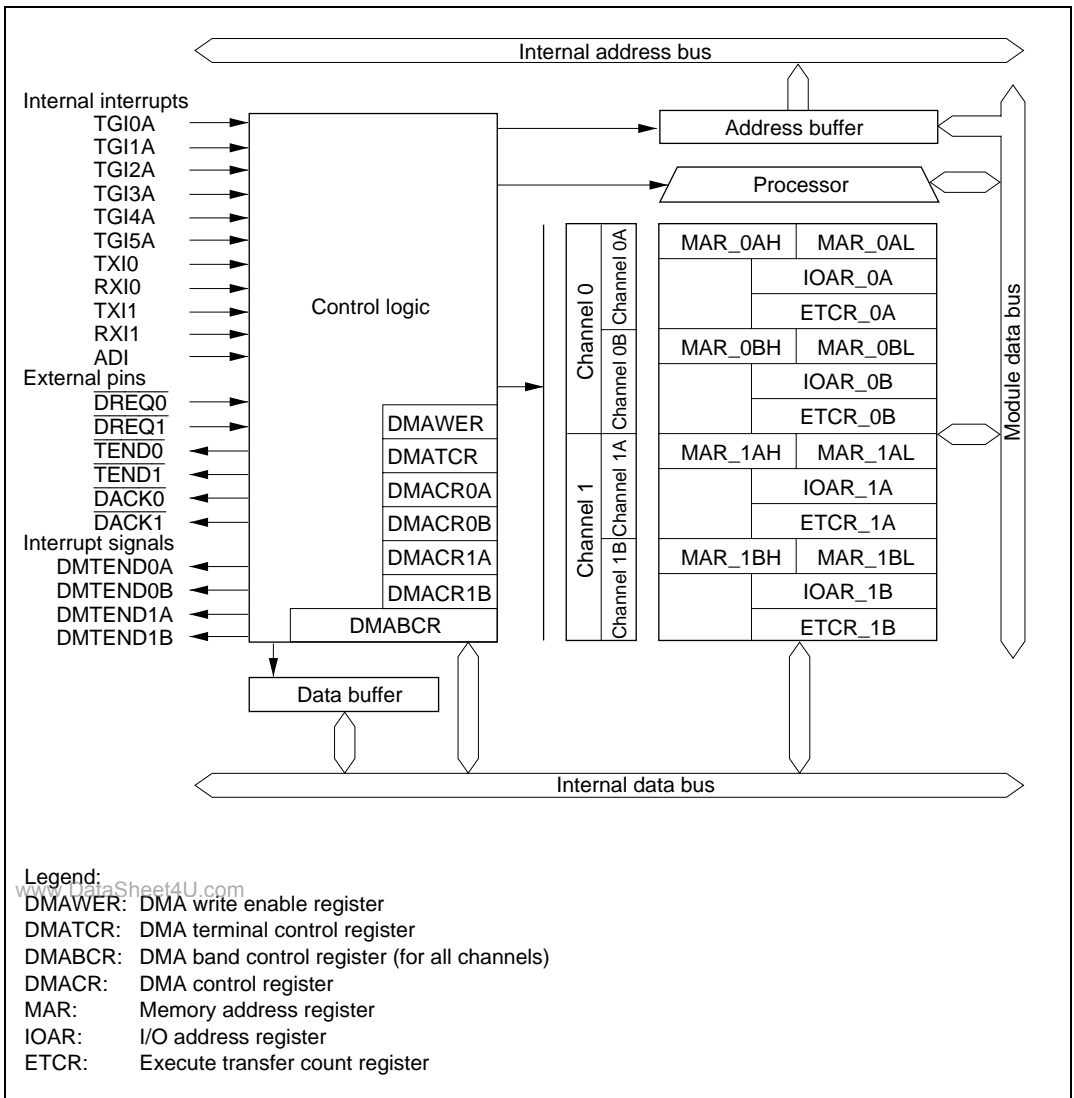 Internal address bus
Internal interrupts
TGI0A
TGI1A
TGI2A
TGI3A
TGI4A
TGI5A
TXI0
RXI0
TXI1
RXI1
ADI
External pins
DREQ0
DREQ1
TEND0
TEND1
DACK0
DACK1
Interrupt signals
DMTEND0A
DMTEND0B
DMTEND1A
DMTEND1B
Control logic
DMAWER
DMATCR
DMACR0A
DMACR0B
DMACR1A
DMACR1B
DMABCR
Data buffer
Address buffer
Processor
Channel 0
Channel 0A
Channel 0B
Channel 1
Channel 1A
Channel 1B
MAR_0AH MAR_0AL
IOAR_0A
ETCR_0A
MAR_0BH MAR_0BL
IOAR_0B
ETCR_0B
MAR_1AH MAR_1AL
IOAR_1A
ETCR_1A
MAR_1BH MAR_1BL
IOAR_1B
ETCR_1B
Module data bus
Internal data bus
Legend:
www.DataSheet4U.com
DMAWER: DMA write enable register
DMATCR: DMA terminal control register
DMABCR: DMA band control register (for all channels)
DMACR: DMA control register
MAR: Memory address register
IOAR: I/O address register
ETCR: Execute transfer count register